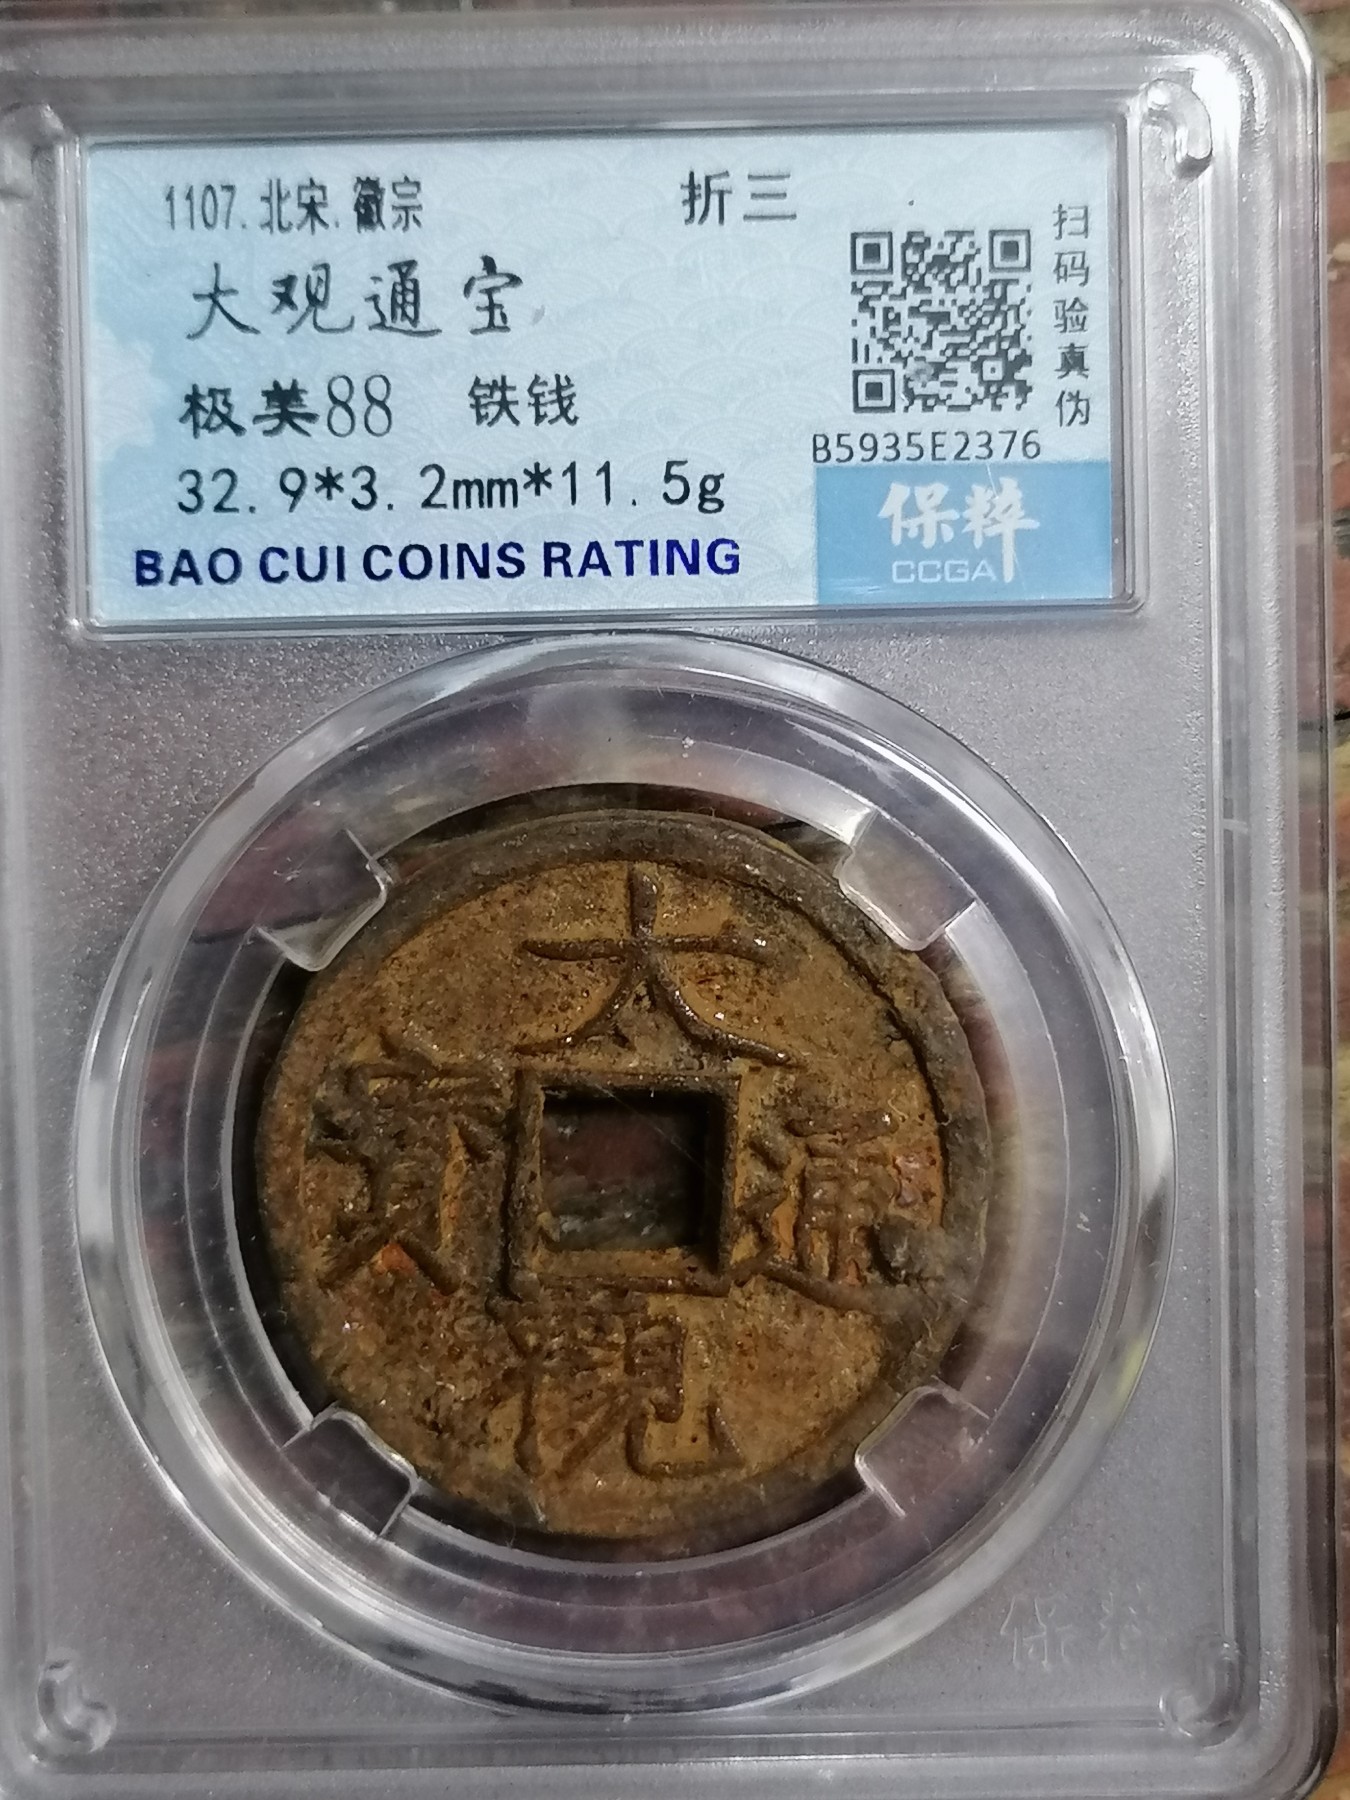 1107.北宋.徽宗
折三
大观通宝
极美88 铁钱
32.9*3.2mm*11.5g
BAO CUI COINS RATING
扫码验真伪
B5935E2376
保粹
CCGA
大
寶 通
觀
保粹